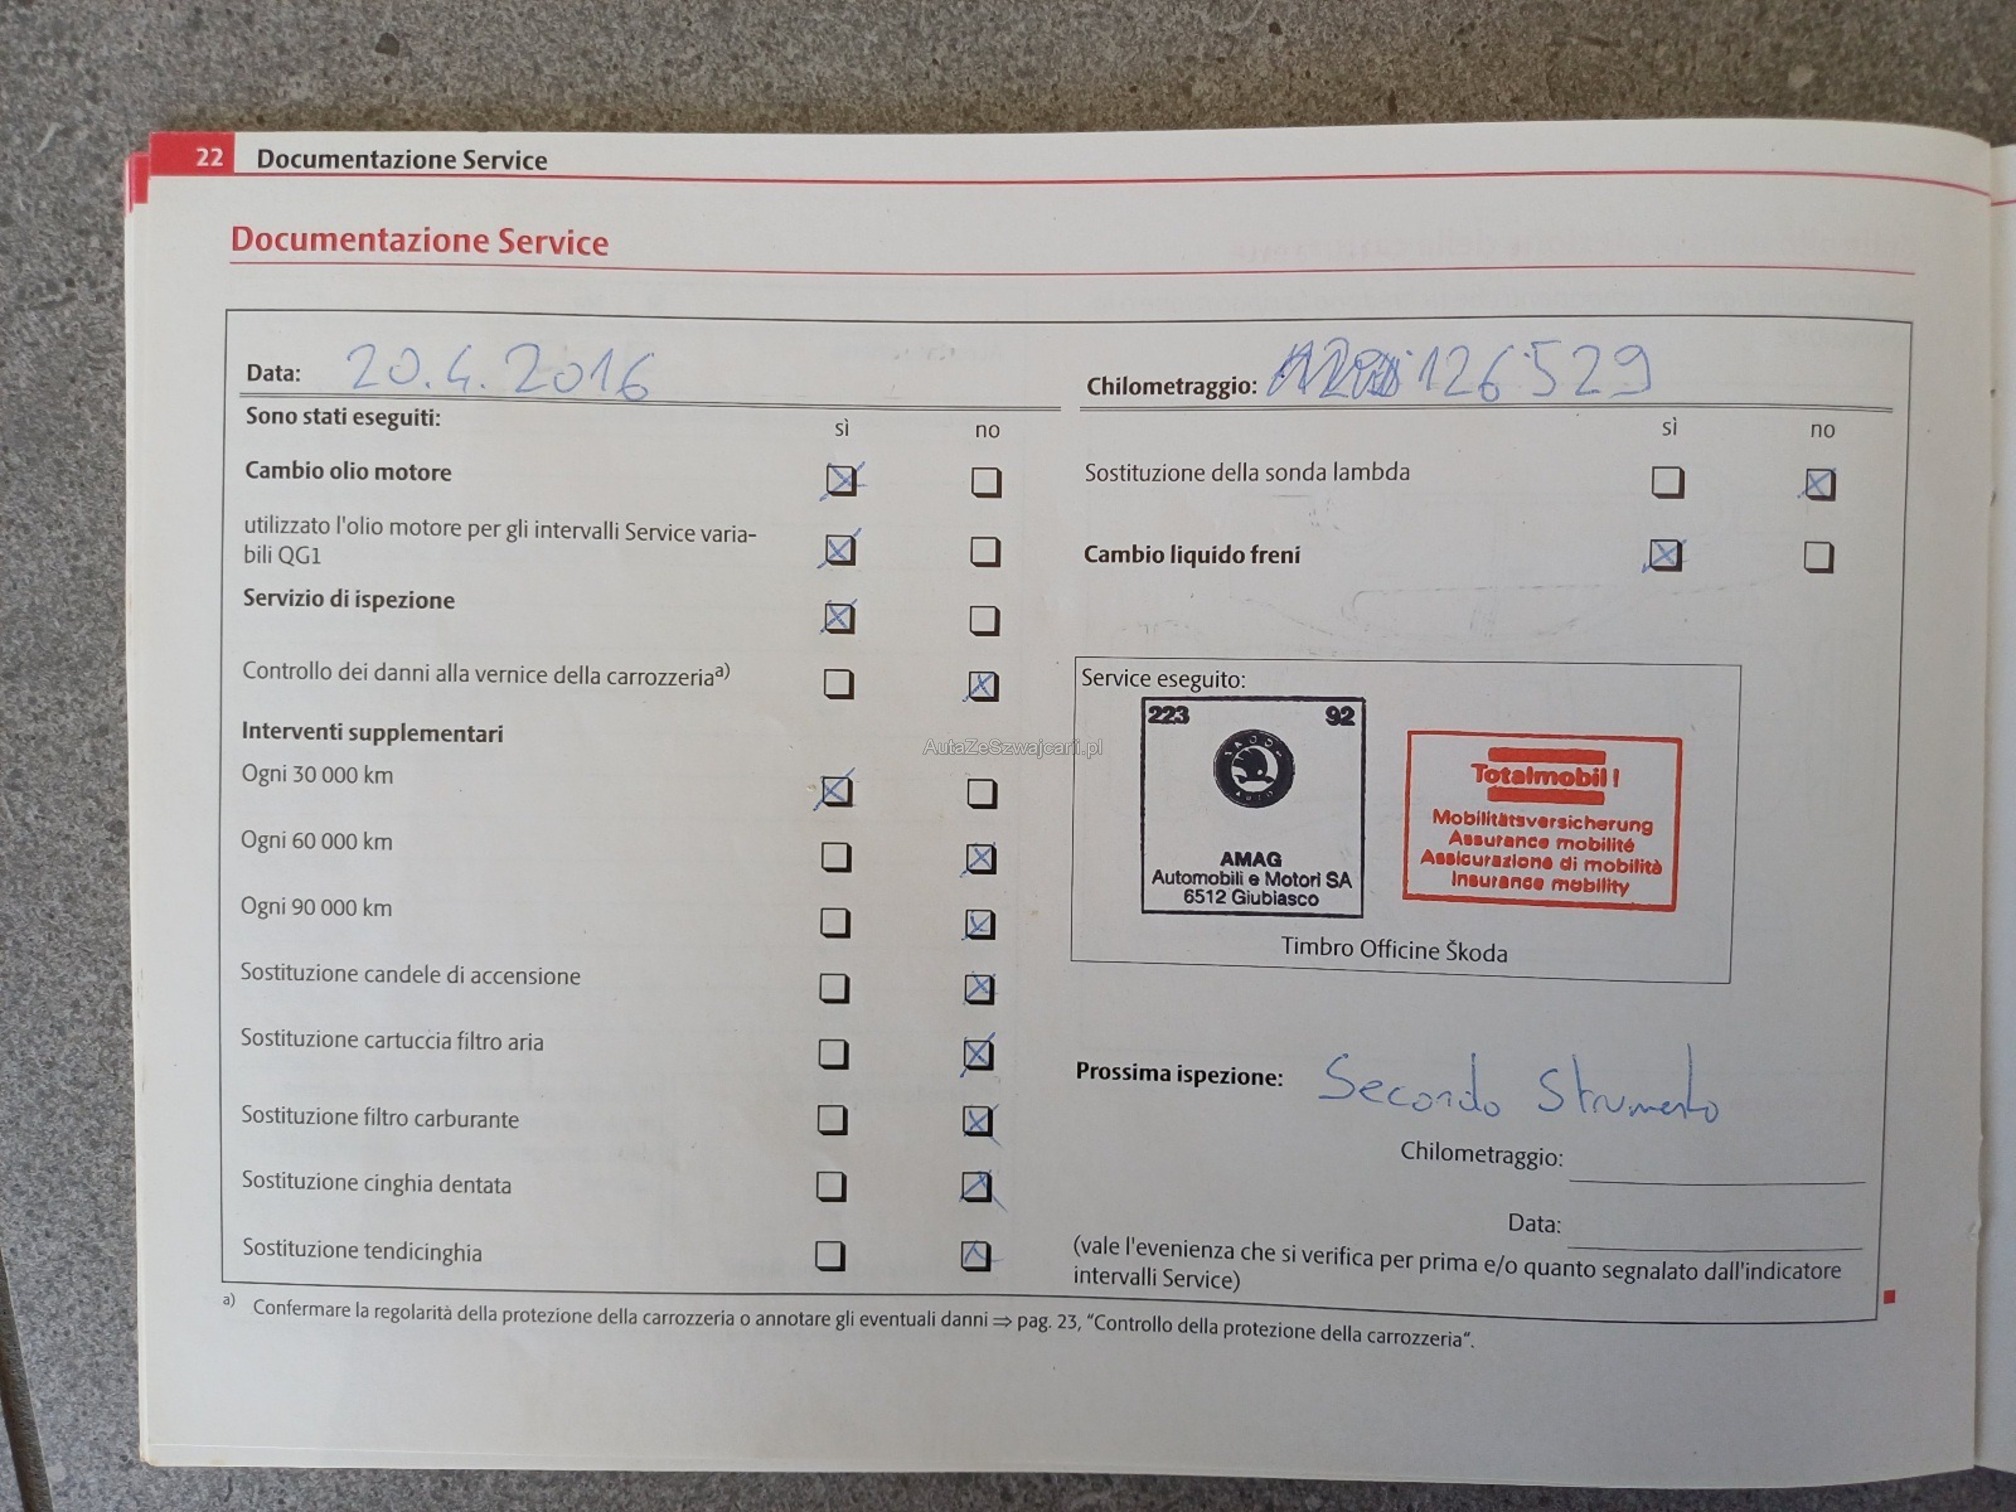 22 Documentazione Service
Documentazione Service
Data: 20.4.2016
Sono stati eseguiti:
sì no
Cambio olio motore
utilizzato l'olio motore per gli intervalli Service varia-
bili QG1
Servizio di ispezione
Controllo dei danni alla vernice della carrozzeriaa)
Interventi supplementari
Ogni 30 000 km
Ogni 60 000 km
Ogni 90 000 km
Sostituzione candele di accensione
Sostituzione cartuccia filtro aria
Sostituzione filtro carburante
Sostituzione cinghia dentata
Sostituzione tendicinghia
Chilometraggio: 126529
sì no
Sostituzione della sonda lambda
Cambio liquido freni
Service eseguito:
223 92
SKODA
AUTO
AMAG
Automobili e Motori SA
6512 Giubiasco
Totalmobil!
Mobilitätsversicherung
Assurance mobilité
Assicurazione di mobilità
Insurance mobility
Timbro Officine Škoda
Prossima ispezione: Secondo Strumento
Chilometraggio:
Data:
(vale l'evenienza che si verifica per prima e/o quanto segnalato dall'indicatore
intervalli Service)
a) Confermare la regolarità della protezione della carrozzeria o annotare gli eventuali danni ⇒ pag. 23, "Controllo della protezione della carrozzeria".
AutaZeSzwajcarii.pl